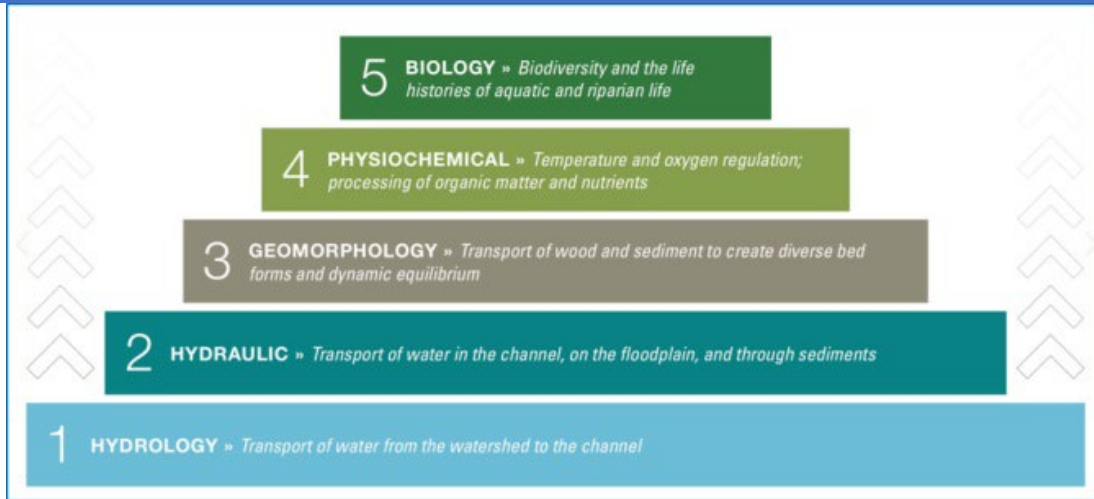 5 BIOLOGY » Biodiversity and the life
histories of aquatic and riparian life
4 PHYSIOCHEMICAL » Temperature and oxygen regulation;
processing of organic matter and nutrients
3 GEOMORPHOLOGY » Transport of wood and sediment to create diverse bed
forms and dynamic equilibrium
2 HYDRAULIC » Transport of water in the channel, on the floodplain, and through sediments
1 HYDROLOGY » Transport of water from the watershed to the channel